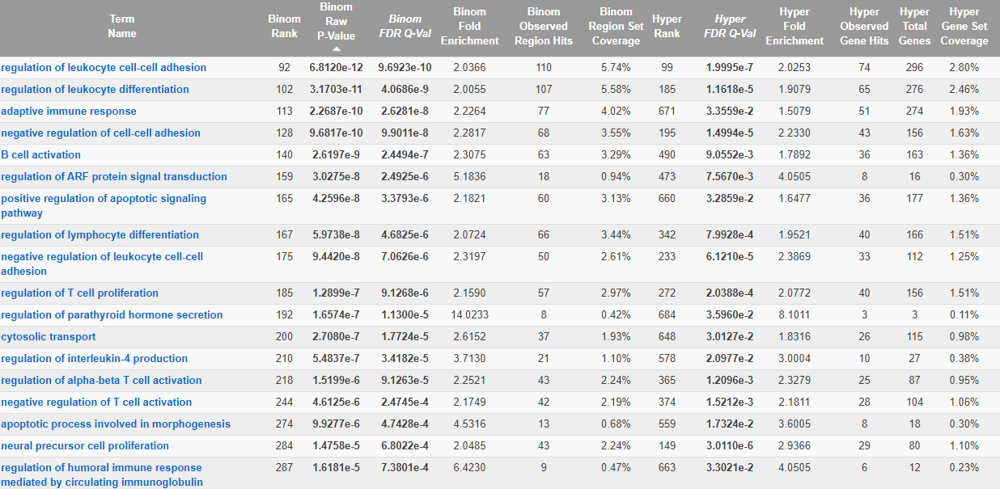 Term Name Binom Rank Binom Raw P-Value Binom FDR Q-Val Binom Fold Enrichment Binom Observed Region Hits Binom Region Set Coverage Hyper Rank Hyper FDR Q-Val Hyper Fold Enrichment Hyper Observed Gene Hits Hyper Total Genes Hyper Gene Set Coverage
regulation of leukocyte cell-cell adhesion 92 6.8120e-12 9.6923e-10 2.0366 110 5.74% 99 1.9995e-7 2.0253 74 296 2.80%
regulation of leukocyte differentiation 102 3.1703e-11 4.0686e-9 2.0055 107 5.58% 185 1.1618e-5 1.9079 65 276 2.46%
adaptive immune response 113 2.2687e-10 2.6281e-8 2.2264 77 4.02% 671 3.3559e-2 1.5079 51 274 1.93%
negative regulation of cell-cell adhesion 128 9.6817e-10 9.9011e-8 2.2817 68 3.55% 195 1.4994e-5 2.2330 43 156 1.63%
B cell activation 140 2.6197e-9 2.4494e-7 2.3075 63 3.29% 490 9.0552e-3 1.7892 36 163 1.36%
regulation of ARF protein signal transduction 159 3.0275e-8 2.4925e-6 5.1836 18 0.94% 473 7.5670e-3 4.0505 8 16 0.30%
positive regulation of apoptotic signaling 165 4.2596e-8 3.3793e-6 2.1821 60 3.13% 660 3.2859e-2 1.6477 36 177 1.36%
pathway
regulation of lymphocyte differentiation 167 5.9738e-8 4.6825e-6 2.0724 66 3.44% 342 7.9928e-4 1.9521 40 166 1.51%
negative regulation of leukocyte cell-cell 175 9.4420e-8 7.0626e-6 2.3197 50 2.61% 233 6.1210e-5 2.3869 33 112 1.25%
adhesion
regulation of T cell proliferation 185 1.2899e-7 9.1268e-6 2.1590 57 2.97% 272 2.0388e-4 2.0772 40 156 1.51%
regulation of parathyroid hormone secretion 192 1.6574e-7 1.1300e-5 14.0233 8 0.42% 684 3.5960e-2 8.1011 3 3 0.11%
cytosolic transport 200 2.7080e-7 1.7724e-5 2.6152 37 1.93% 648 3.0127e-2 1.8316 26 115 0.98%
regulation of interleukin-4 production 210 5.4837e-7 3.4182e-5 3.7130 21 1.10% 578 2.0977e-2 3.0004 10 27 0.38%
regulation of alpha-beta T cell activation 218 1.5199e-6 9.1263e-5 2.2521 43 2.24% 365 1.2096e-3 2.3279 25 87 0.95%
negative regulation of T cell activation 244 4.6125e-6 2.4745e-4 2.1749 42 2.19% 374 1.5212e-3 2.1811 28 104 1.06%
apoptotic process involved in morphogenesis 274 9.9277e-6 4.7428e-4 4.5316 13 0.68% 559 1.7324e-2 3.6005 8 18 0.30%
neural precursor cell proliferation 284 1.4758e-5 6.8022e-4 2.0485 43 2.24% 149 3.0110e-6 2.9366 29 80 1.10%
regulation of humoral immune response 287 1.6181e-5 7.3801e-4 6.4230 9 0.47% 663 3.3021e-2 4.0505 6 12 0.23%
mediated by circulating immunoglobulin